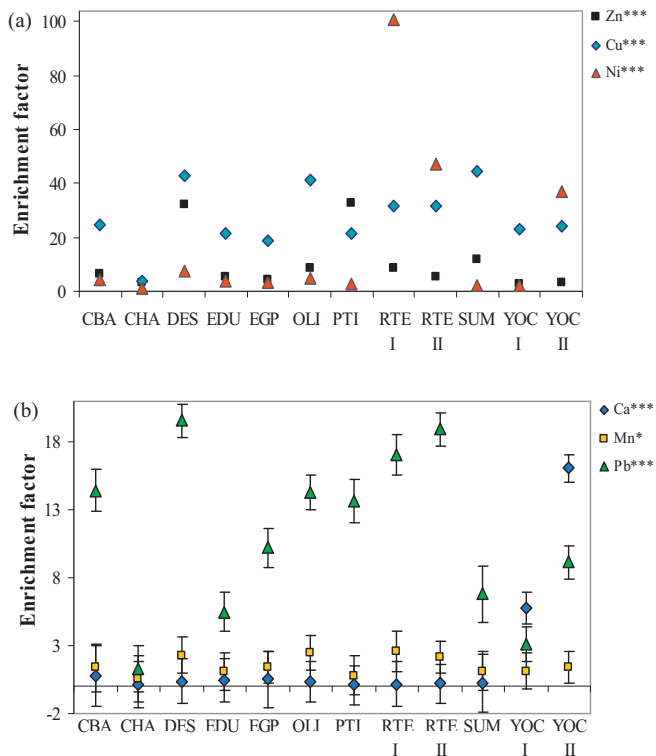 (a)
Enrichment factor
100
80
60
40
20
0
CBA CHA DES EDU EGP OLI PTI RTE RTE SUM YOC YOC
I II I II
Zn***
Cu***
Ni***
(b)
Enrichment factor
18
13
8
3
-2
CBA CHA DES EDU EGP OLI PTI RTE RTE SUM YOC YOC
I II I II
Ca***
Mn*
Pb***